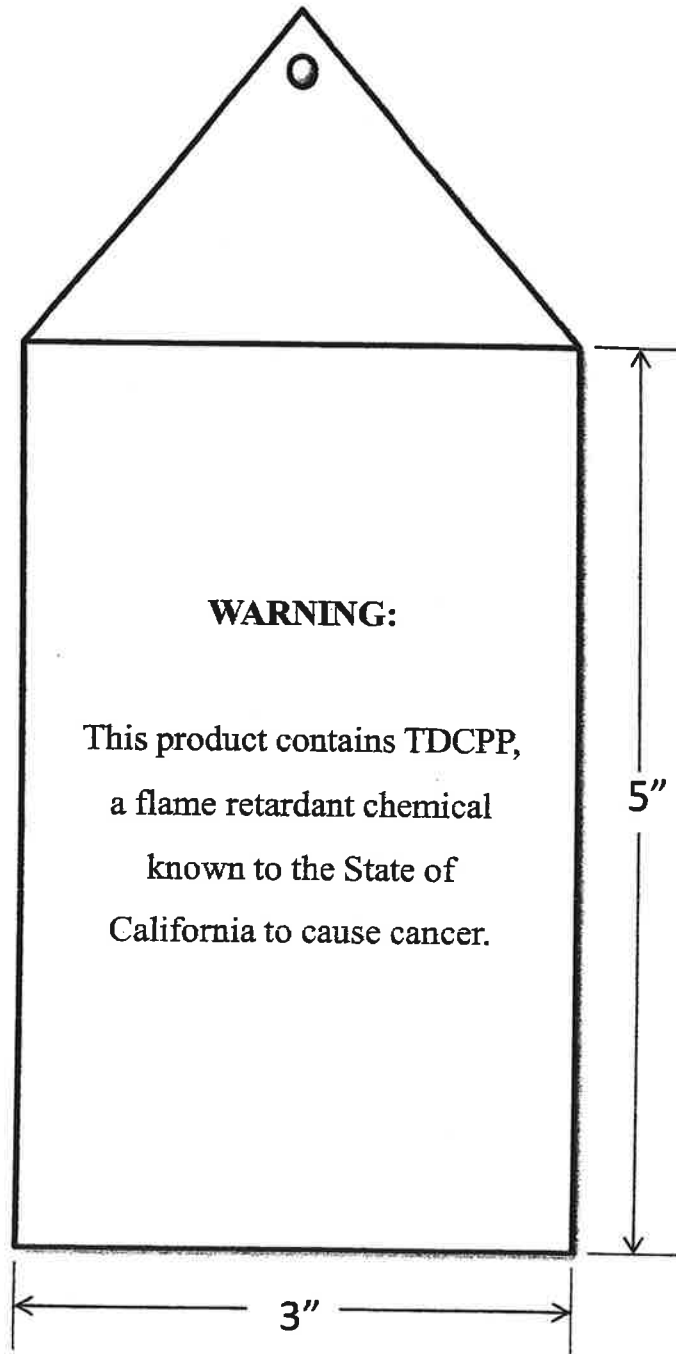 WARNING:
This product contains TDCPP,
a flame retardant chemical
known to the State of
California to cause cancer.
5"
3"